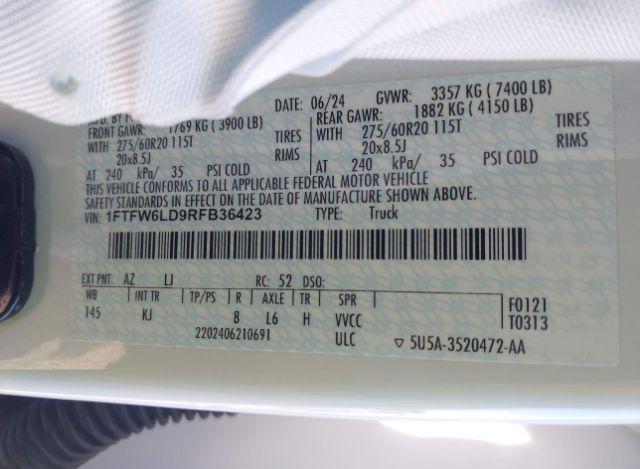 DATE: 06/24 GVWR: 3357 KG ( 7400 LB)
MFD. BY FO
FRONT GAWR: 1769 KG ( 3900 LB) REAR GAWR: 1882 KG ( 4150 LB)
WITH 275/60R20 115T TIRES WITH 275/60R20 115T TIRES
20x8.5J RIMS 20x8.5J RIMS
AT 240 kPa/ 35 PSI COLD AT 240 kPa/ 35 PSI COLD
THIS VEHICLE CONFORMS TO ALL APPLICABLE FEDERAL MOTOR VEHICLE
SAFETY STANDARDS IN EFFECT ON THE DATE OF MANUFACTURE SHOWN ABOVE.
VIN: 1FTFW6LD9RFB36423 TYPE: Truck
EXT PNT: AZ LJ RC: 52 DSO:
WB INT TR TP/PS R AXLE TR SPR F0121
145 KJ 8 L6 H VVCC T0313
2202406210691 ULC ▽ 5U5A-3520472-AA